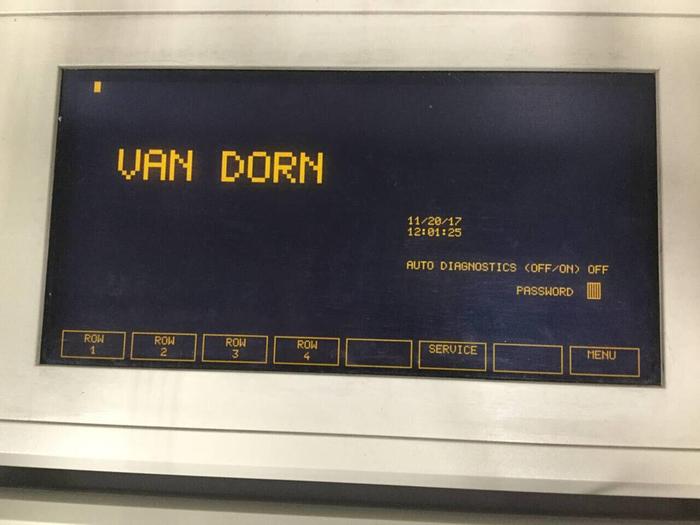 VAN DORN
11/20/17
12:01:25
AUTO DIAGNOSTICS (OFF/ON) OFF
PASSWORD
ROW
1
ROW
2
ROW
3
ROW
4
SERVICE
MENU